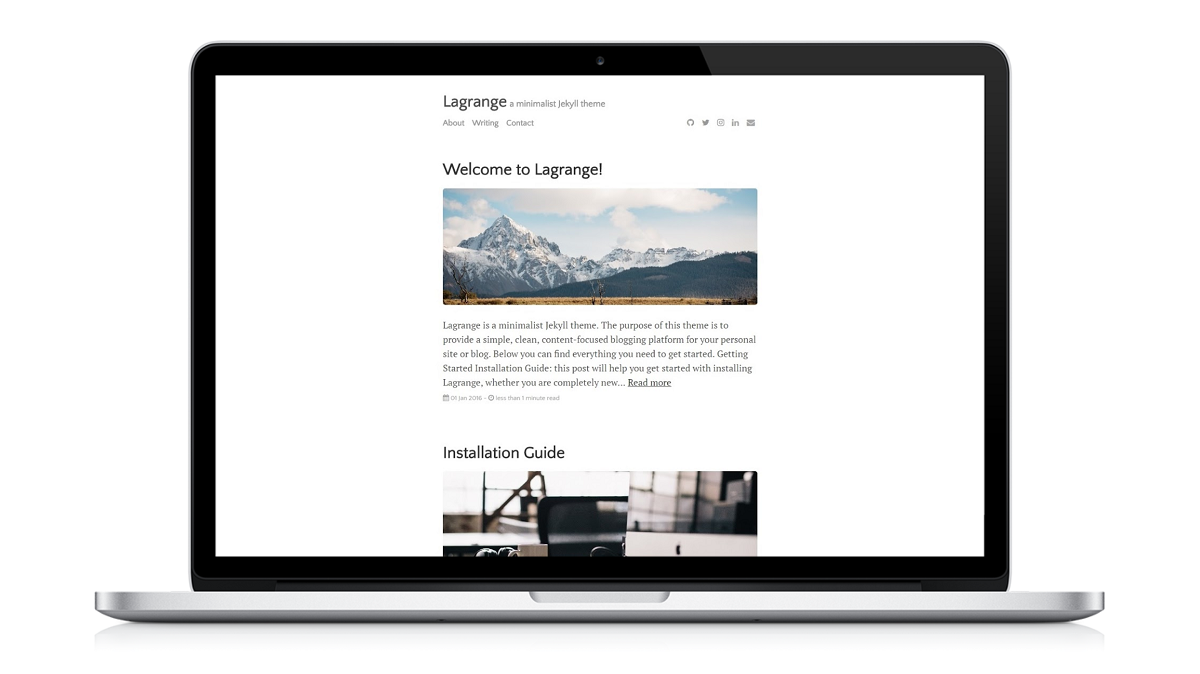 Lagrange a minimalist Jekyll theme
About Writing Contact
Welcome to Lagrange!
Lagrange is a minimalist Jekyll theme. The purpose of this theme is to
provide a simple, clean, content-focused blogging platform for your personal
site or blog. Below you can find everything you need to get started. Getting
Started Installation Guide: this post will help you get started with installing
Lagrange, whether you are completely new... Read more
01 Jan 2016 - less than 1 minute read
Installation Guide